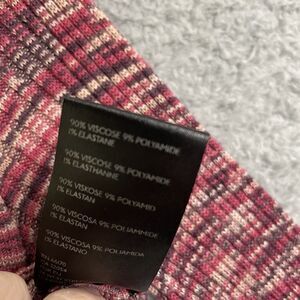 90% VISCOSE 9% POLYAMIDE
1% ELASTANE
90% VISCOSE 9% POLYAMIDE
1% ELASTHANNE
90% VISKOSE 9% POLYAMID
1% ELASTAN
90% VISCOSA 9% POLIAMMIDE
1% ELASTAN
90% VISCOSA 9% POLIAMIDA
1% ELASTANO